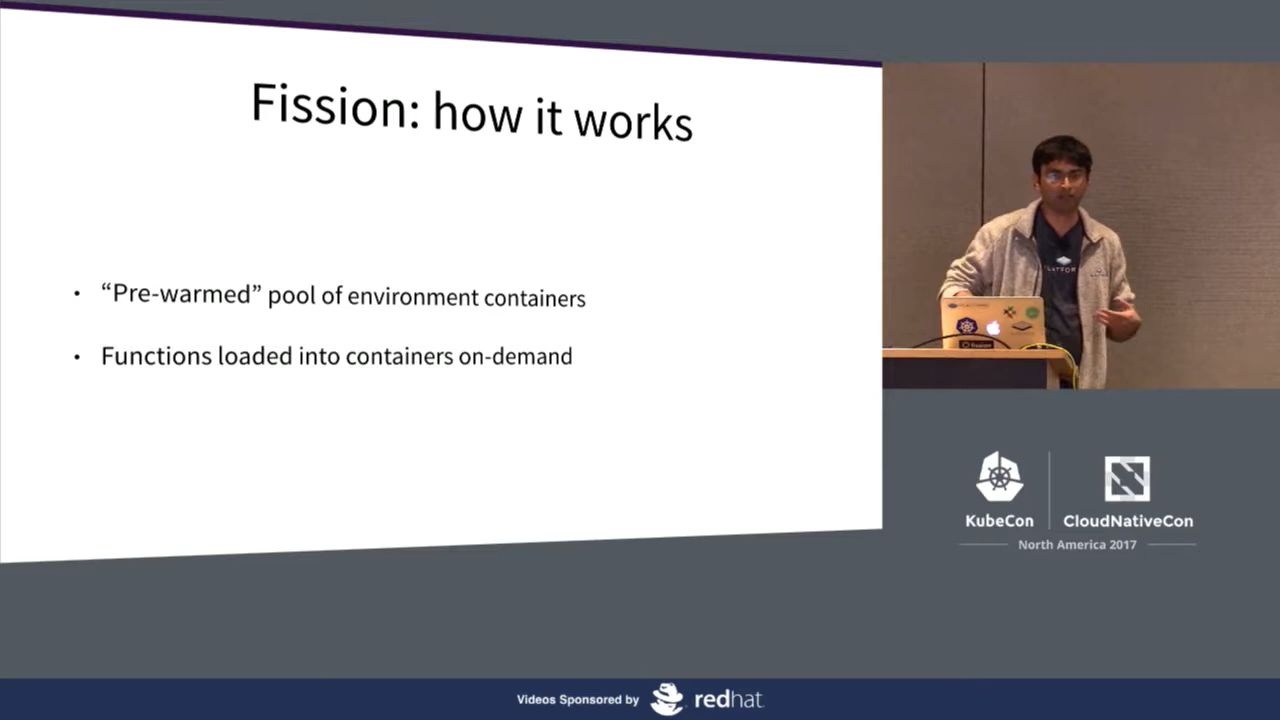 Fission: how it works
• “Pre-warmed” pool of environment containers
• Functions loaded into containers on-demand
fission
KubeCon
CloudNativeCon
North America 2017
Videos Sponsored by
redhat